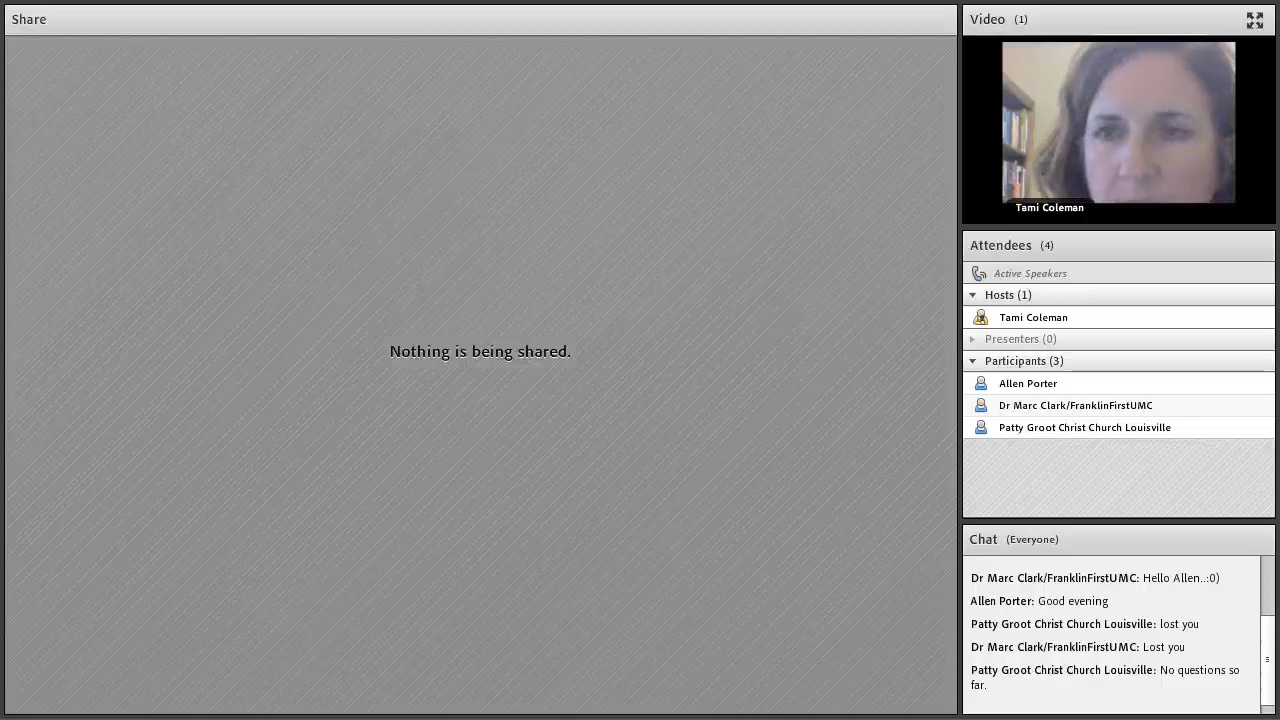 Share
Nothing is being shared.
Video (1)
Tami Coleman
Attendees (4)
Active Speakers
Hosts (1)
Tami Coleman
Presenters (0)
Participants (3)
Allen Porter
Dr Marc Clark/FranklinFirstUMC
Patty Groot Christ Church Louisville
Chat (Everyone)
Dr Marc Clark/FranklinFirstUMC: Hello Allen..:0)
Allen Porter: Good evening
Patty Groot Christ Church Louisville: lost you
Dr Marc Clark/FranklinFirstUMC: Lost you
Patty Groot Christ Church Louisville: No questions so
far.